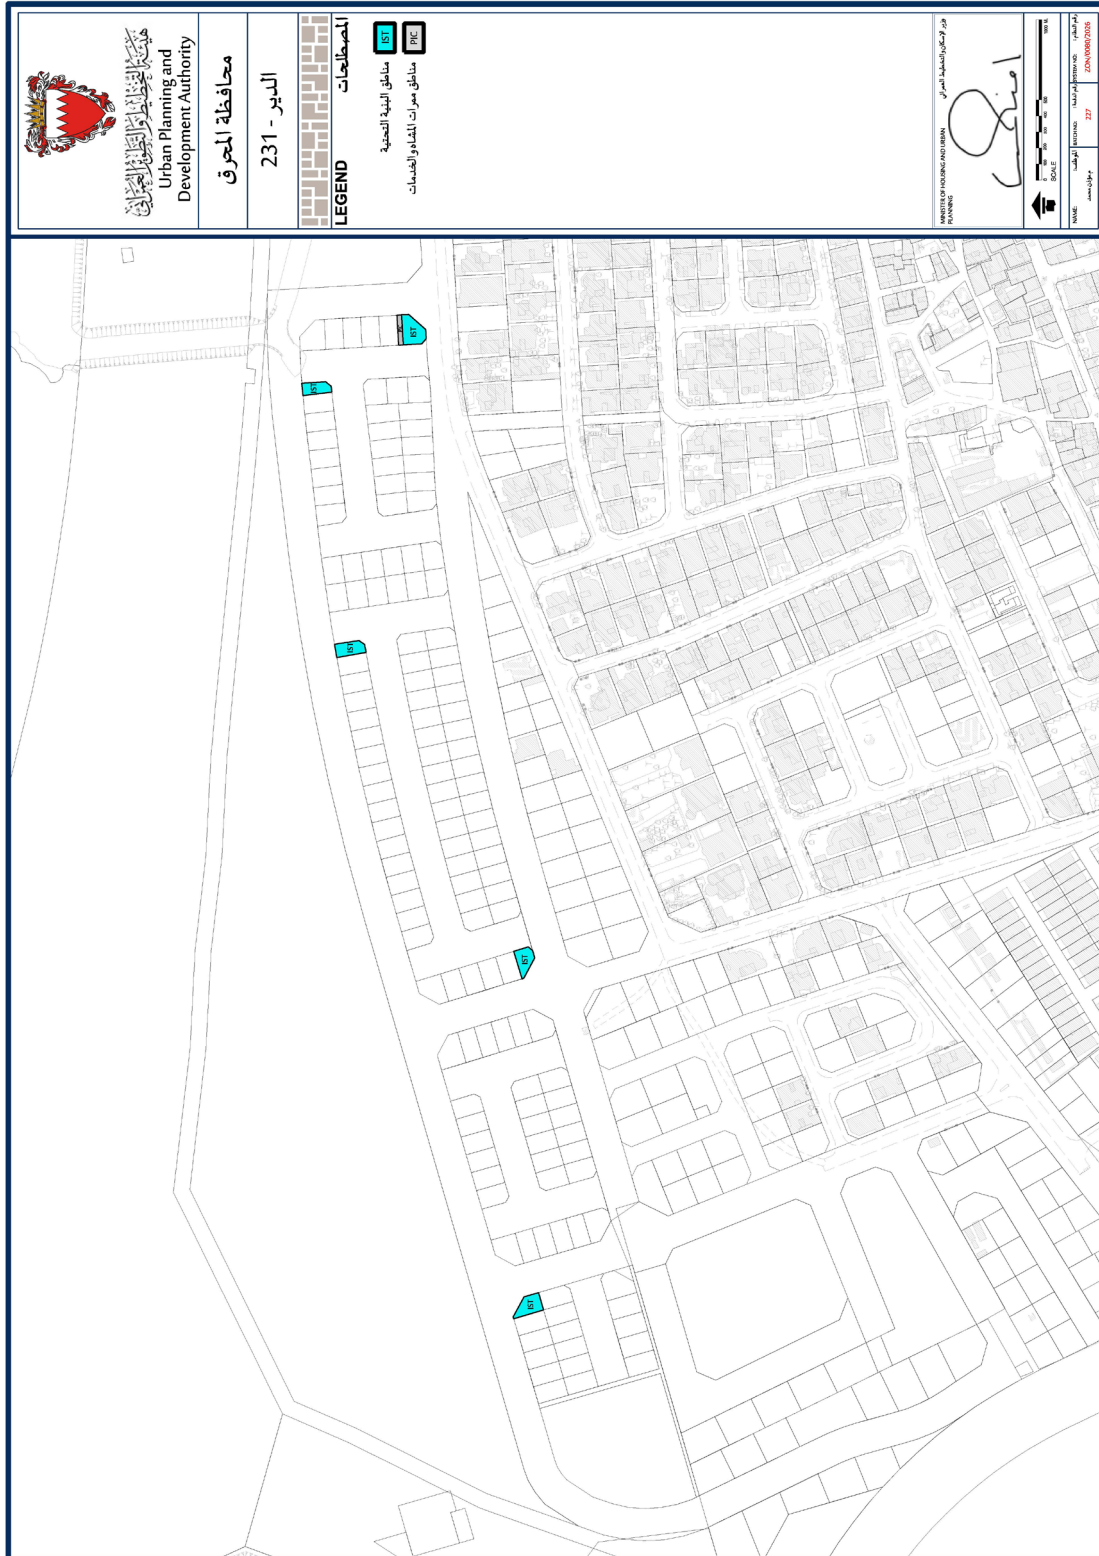 هيئة التخطيط والتطوير العمراني
Urban Planning and
Development Authority
محافظة المحرق
الدير - 231
LEGEND المصطلحات
IST مناطق البنية التحتية
PIC مناطق ممرات المشاه والخدمات
MINISTER OF HOUSING AND URBAN PLANNING
وزير الإسكان والتخطيط العمراني
SCALE
NAME:
BATCH NO:
227
SYSTEM NO:
ZON/0080/2026
IST
IST
IST
IST
IST